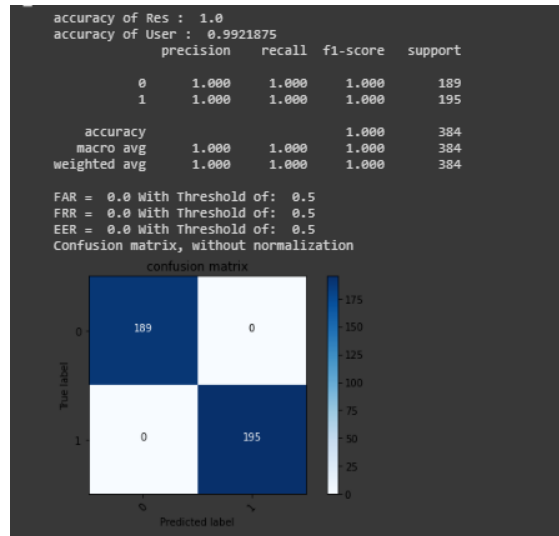 accuracy of Res :  1.0
accuracy of User :  0.9921875
precision    recall  f1-score   support
0      1.000     1.000     1.000       189
1      1.000     1.000     1.000       195
accuracy                          1.000       384
macro avg      1.000     1.000     1.000       384
weighted avg      1.000     1.000     1.000       384
FAR =  0.0 With Threshold of:  0.5
FRR =  0.0 With Threshold of:  0.5
EER =  0.0 With Threshold of:  0.5
Confusion matrix, without normalization
confusion matrix
175
0 189 0
150
125
True label
100
75
1 0 195
50
25
0
0 1
Predicted label